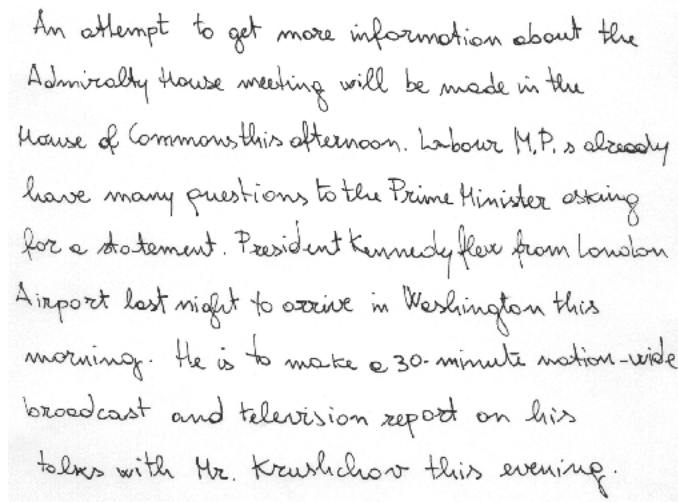 An attempt to get more information about the
Admiralty House meeting will be made in the
House of Commons this afternoon. Labour M.P.s already
have many questions to the Prime Minister asking
for a statement. President Kennedy flew from London
Airport last night to arrive in Washington this
morning. He is to make a 30-minute nation-wide
broadcast and television report on his
talks with Mr. Krushchov this evening.